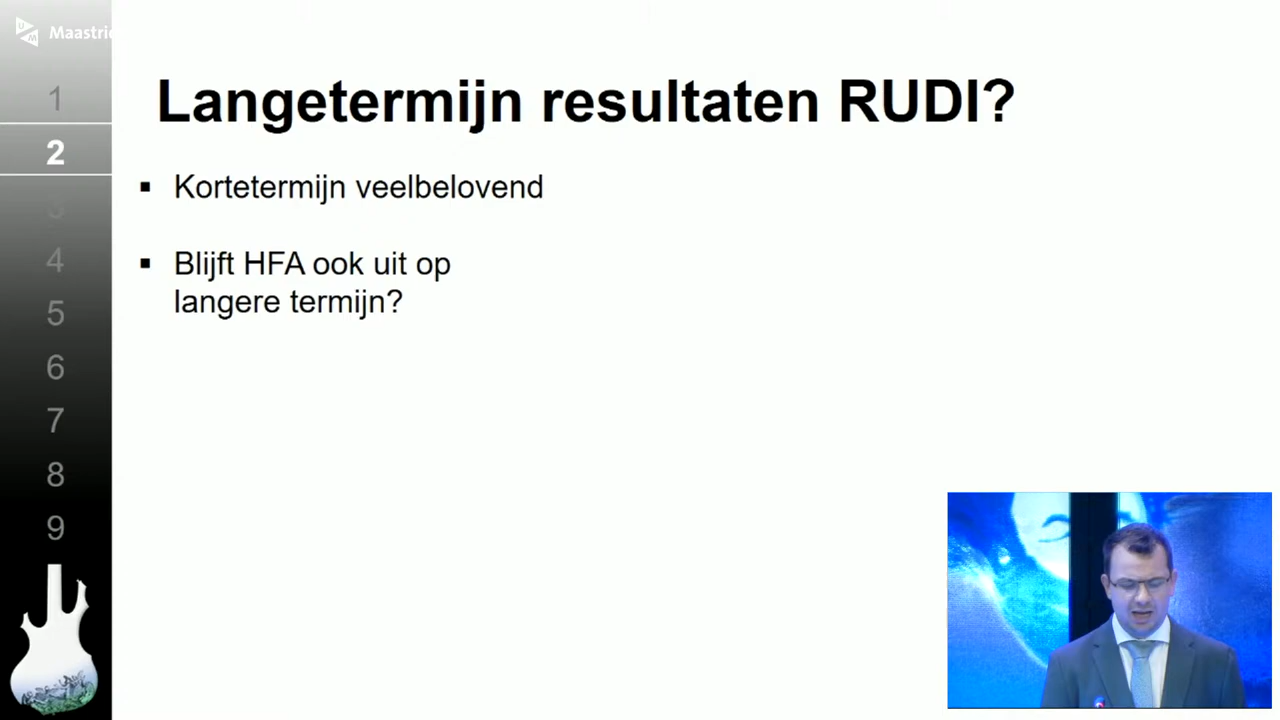 Maastri
1
2
4
5
6
7
8
9
Langetermijn resultaten RUDI?
▪ Kortetermijn veelbelovend
▪ Blijft HFA ook uit op
langere termijn?